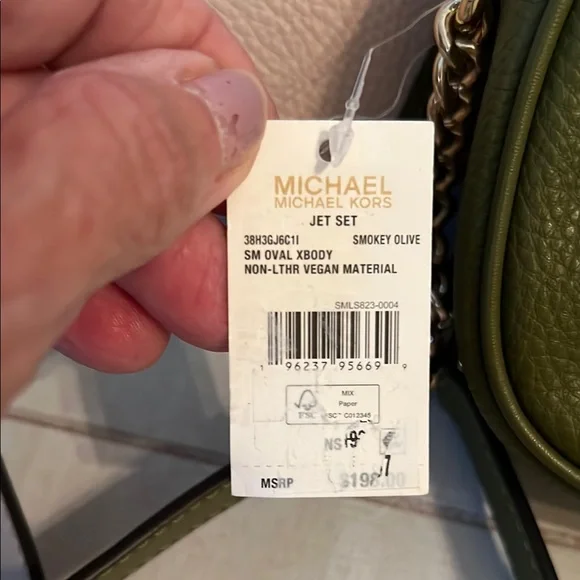 MICHAEL
MICHAEL KORS
JET SET
38H3GJ6C1I SMOKEY OLIVE
SM OVAL XBODY
NON-LTHR VEGAN MATERIAL
SMLS823-0004
1 96237 95669 9
MIX
Paper
FSC C012345
MSRP $198.00